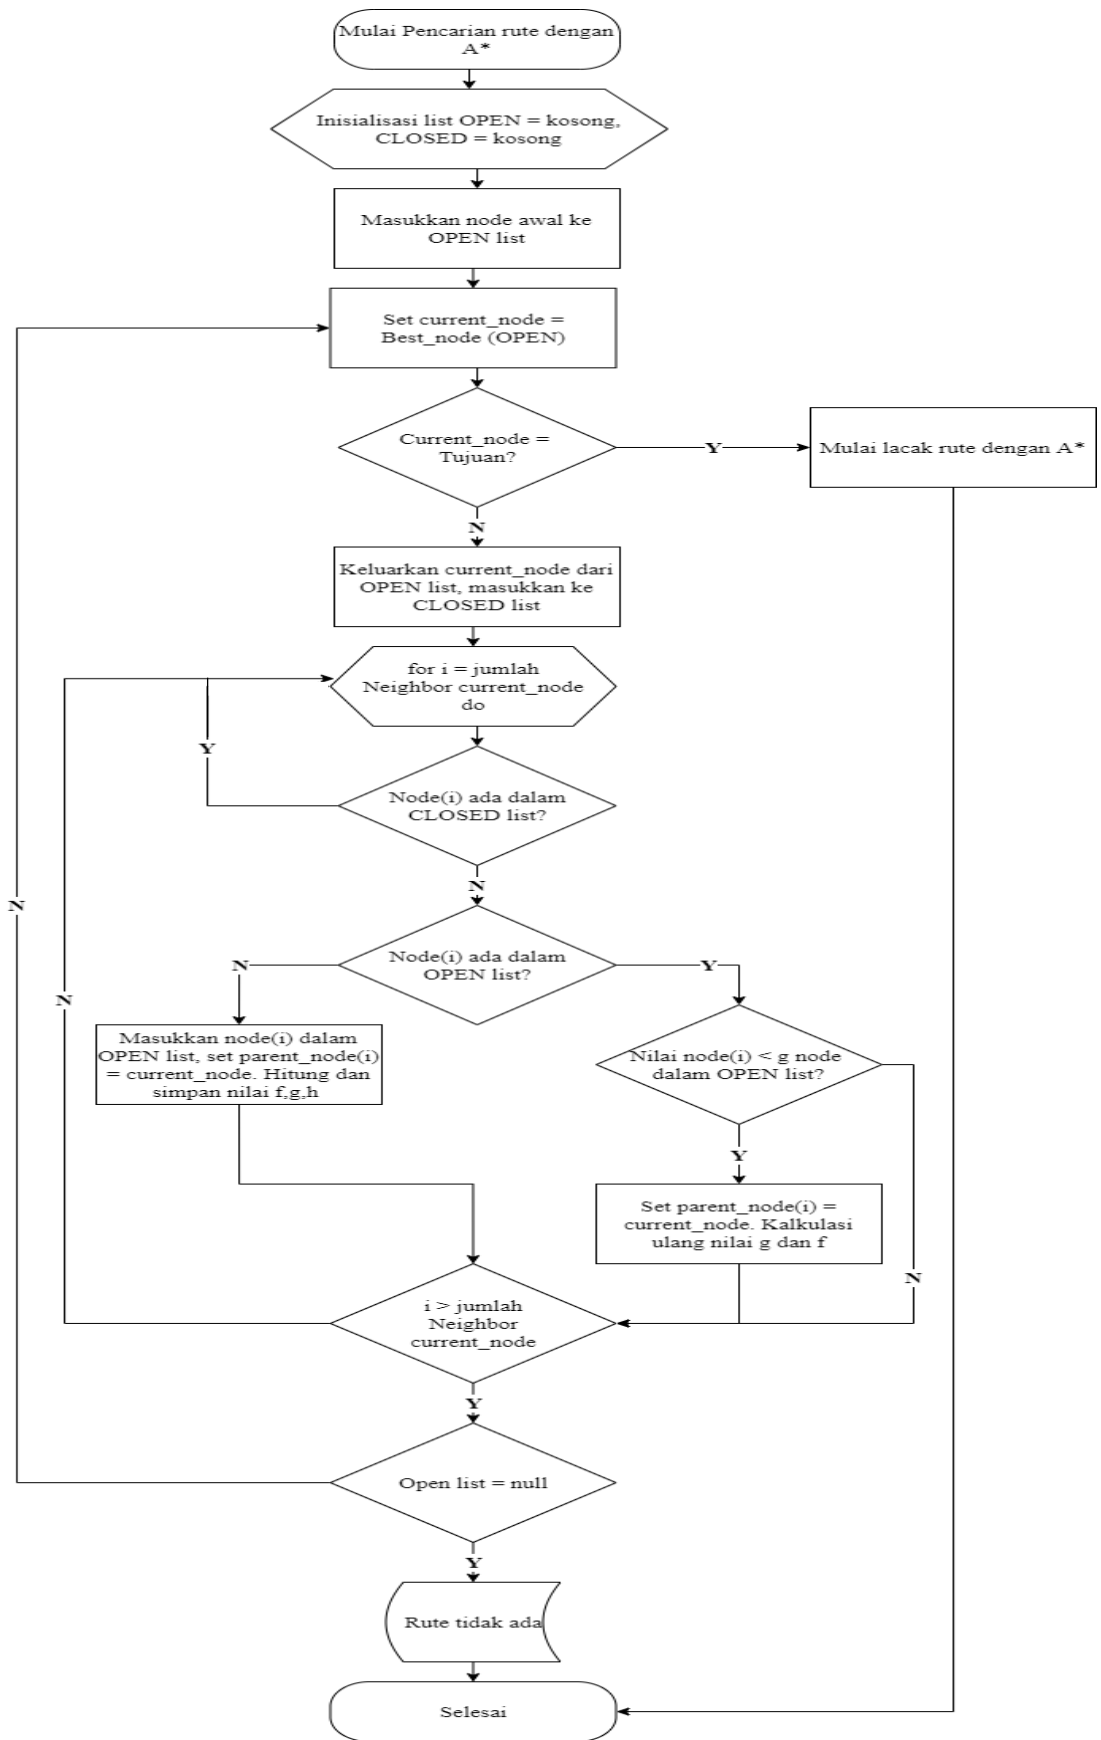 Mulai Pencarian rute dengan
A*
Inisialisasi list OPEN = kosong,
CLOSED = kosong
Masukkan node awal ke
OPEN list
Set current_node =
Best_node (OPEN)
Current_node =
Tujuan?
Y
Mulai lacak rute dengan A*
N
Keluarkan current_node dari
OPEN list, masukkan ke
CLOSED list
for i = jumlah
Neighbor current_node
do
Y
Node(i) ada dalam
CLOSED list?
N
N
Node(i) ada dalam
OPEN list?
N
Y
N
Masukkan node(i) dalam
OPEN list, set parent_node(i)
= current_node. Hitung dan
simpan nilai f,g,h
Nilai node(i) < g node
dalam OPEN list?
Y
Set parent_node(i) =
current_node. Kalkulasi
ulang nilai g dan f
N
i > jumlah
Neighbor
current_node
Y
Open list = null
Y
Rute tidak ada
Selesai